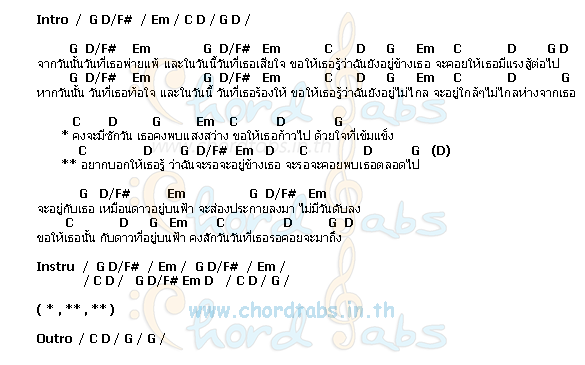 Intro / G D/F# / Em / C D / G D /
G D/F# Em G D/F# Em C D G Em C D G D
จากวันนั้นวันที่เธอพ่ายแพ้ และในวันนี้วันที่เธอเสียใจ ขอให้เธอรู้ว่าฉันยังอยู่ข้างเธอ จะคอยให้เธอมีแรงสู้ต่อไป
G D/F# Em G D/F# Em C D G Em C D G
หากวันนั้น วันที่เธอท้อใจ และในวันนี้ วันที่เธอร้องไห้ ขอให้เธอรู้ว่าฉันยังอยู่ไม่ไกล จะอยู่ใกล้ๆไม่ไกลห่างจากเธอ
C D G Em C D G
* คงจะมีซักวัน เธอคงพบแสงสว่าง ขอให้เธอก้าวไป ด้วยใจที่เข้มแข็ง
C D G D/F# Em D C D G (D)
** อยากบอกให้เธอรู้ ว่าฉันจะรอจะอยู่ข้างเธอ จะรอจะคอยพบเธอตลอดไป
G D/F# Em G D/F# Em
จะอยู่กับเธอ เหมือนดาวอยู่บนฟ้า จะส่องประกายลงมา ไม่มีวันดับลง
C D G Em C D G D
ขอให้เธอนั้น กับดาวที่อยู่บนฟ้า คงสักวันวันที่เธอรอคอยจะมาถึง
Instru / G D/F# / Em / G D/F# / Em /
/ C D / G D/F# Em D / C D / G /
( * , ** , ** )
www.chordtabs.in.th
Chord Tabs
Outro / C D / G / G /